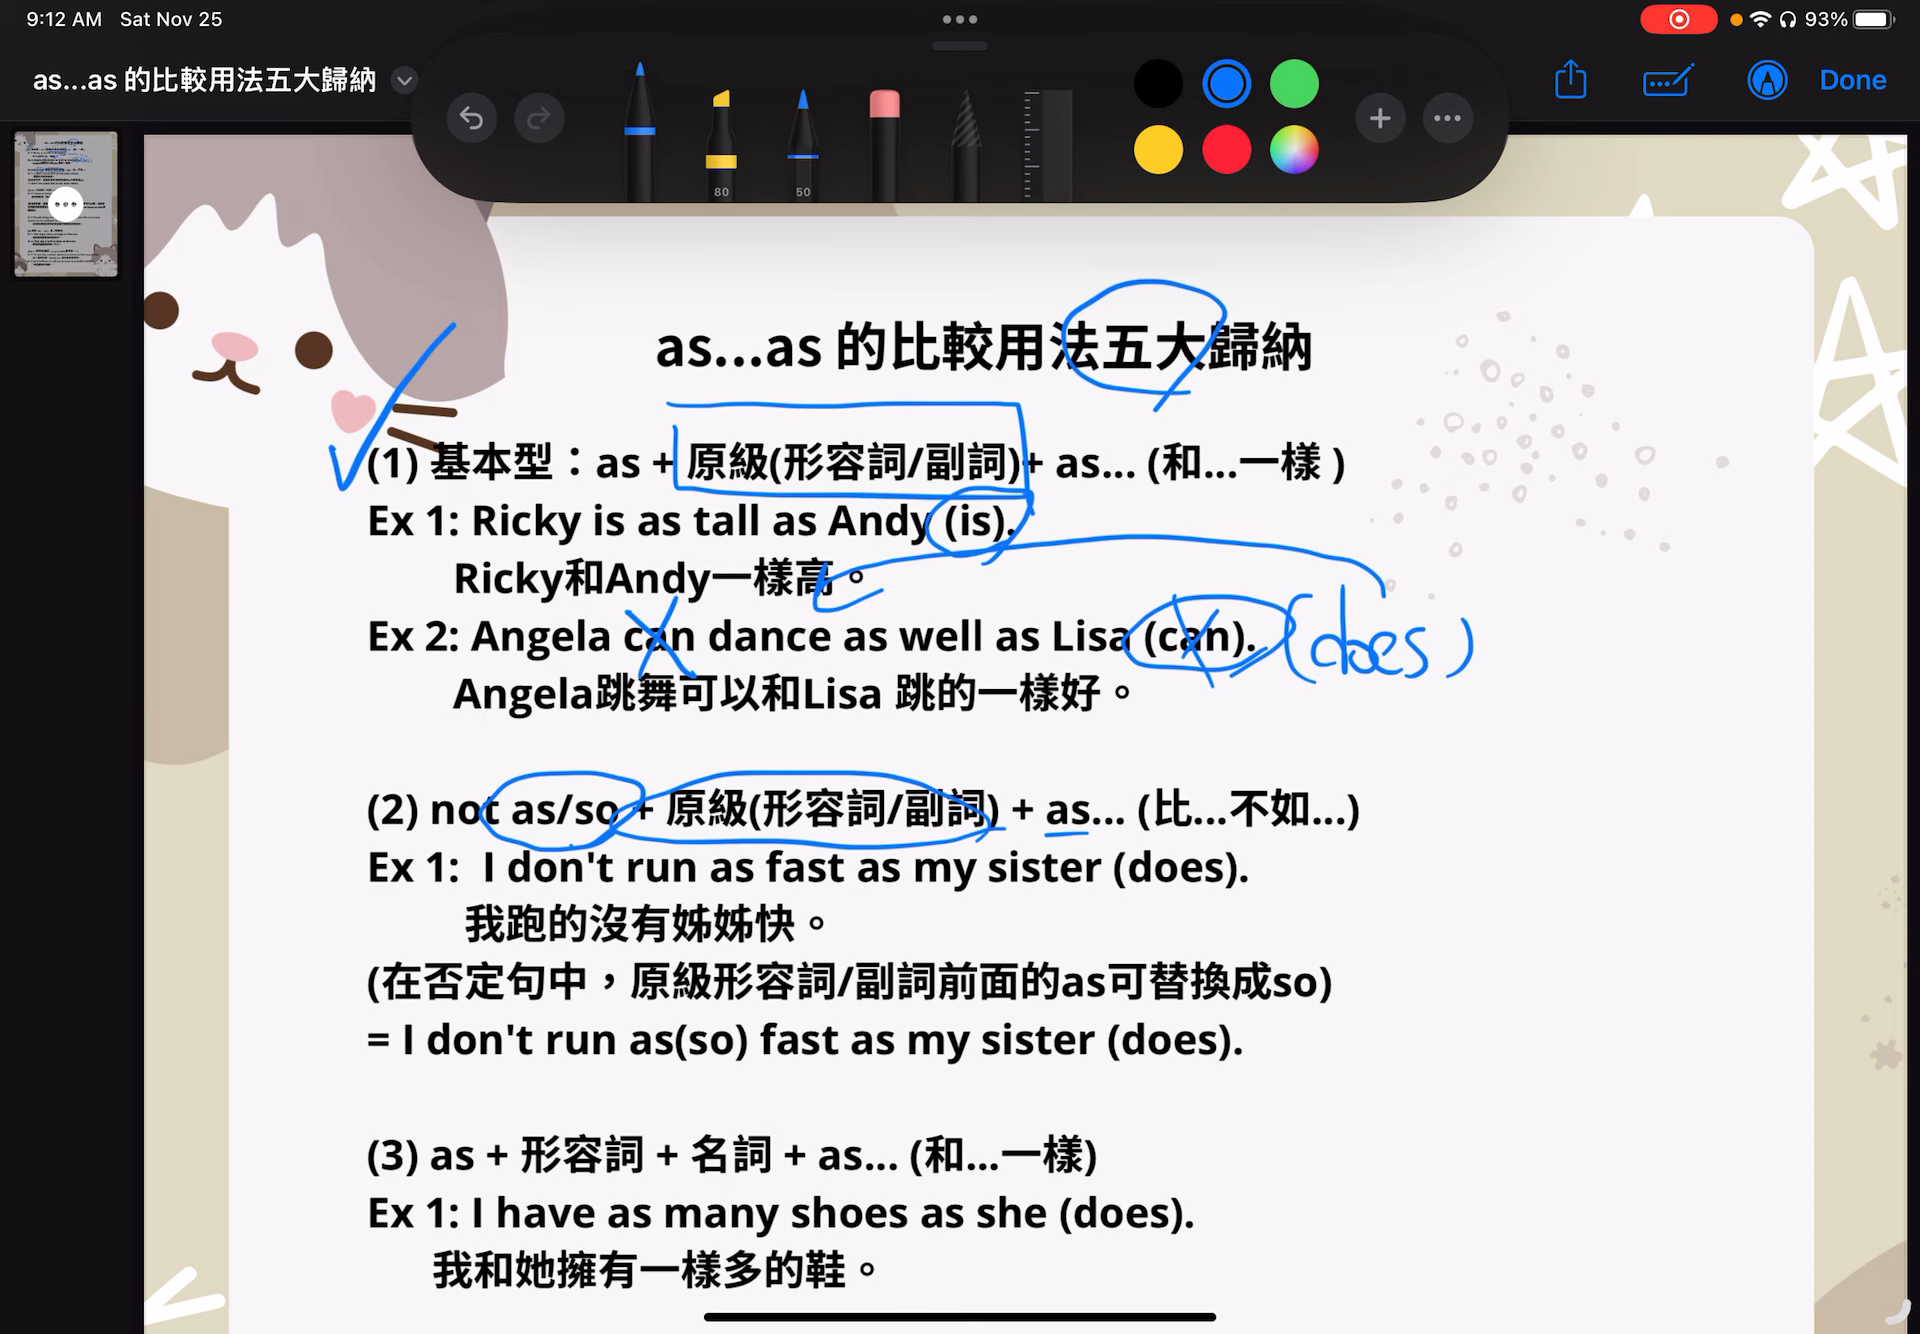 9:12 AM Sat Nov 25
93%
as...as 的比較用法五大歸納
Done
80
50
as...as 的比較用法五大歸納
(1) 基本型：as + 原級(形容詞/副詞)+ as... (和...一樣 )
Ex 1: Ricky is as tall as Andy (is).
Ricky和Andy一樣高。
Ex 2: Angela can dance as well as Lisa (can). (does)
Angela跳舞可以和Lisa 跳的一樣好。
(2) not as/so + 原級(形容詞/副詞) + as... (比...不如...)
Ex 1: I don't run as fast as my sister (does).
我跑的沒有姊姊快。
(在否定句中，原級形容詞/副詞前面的as可替換成so)
= I don't run as(so) fast as my sister (does).
(3) as + 形容詞 + 名詞 + as... (和...一樣)
Ex 1: I have as many shoes as she (does).
我和她擁有一樣多的鞋。